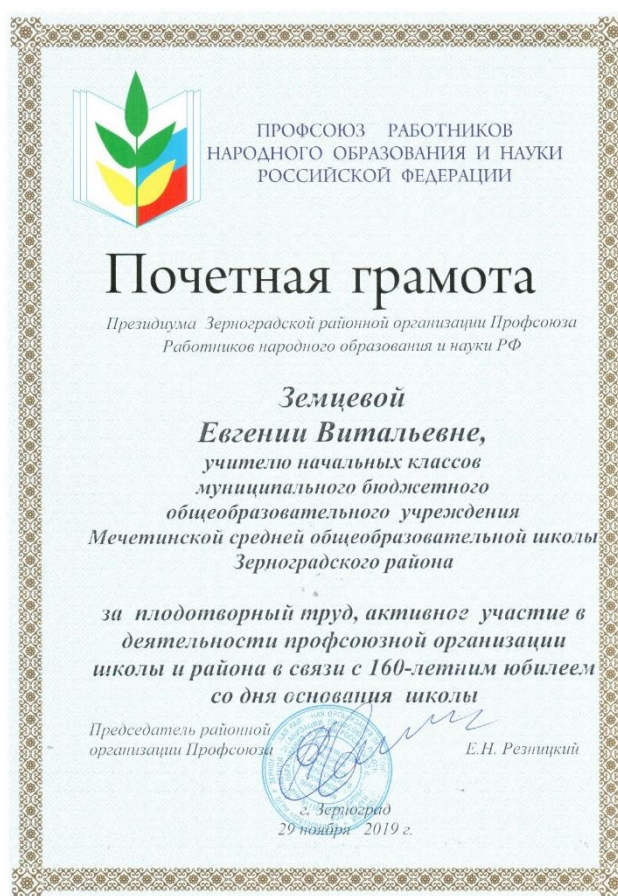 ПРОФСОЮЗ РАБОТНИКОВ
НАРОДНОГО ОБРАЗОВАНИЯ И НАУКИ
РОССИЙСКОЙ ФЕДЕРАЦИИ
Почетная грамота
Президиума Зерноградской районной организации Профсоюза
Работников народного образования и науки РФ
Земцевой
Евгении Витальевне,
учителю начальных классов
муниципального бюджетного
общеобразовательного учреждения
Мечетинской средней общеобразовательной школы
Зерноградского района
за плодотворный труд, активное участие в
деятельности профсоюзной организации
школы и района в связи с 160-летним юбилеем
со дня основания школы
Председатель районной
организации Профсоюза
Е.Н. Резницкий
г. Зерноград
29 ноября 2019 г.